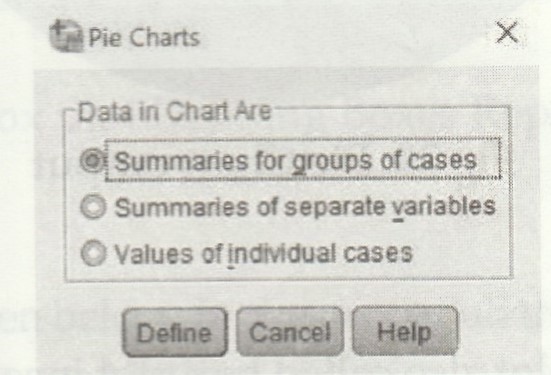 Pie Charts
Data in Chart Are
Summaries for groups of cases
Summaries of separate variables
Values of individual cases
Define Cancel Help